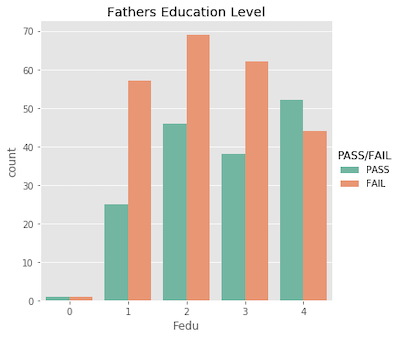 Fathers Education Level
70
60
50
40
30
20
10
0
count
0 1 2 3 4
Fedu
PASS/FAIL
PASS
FAIL